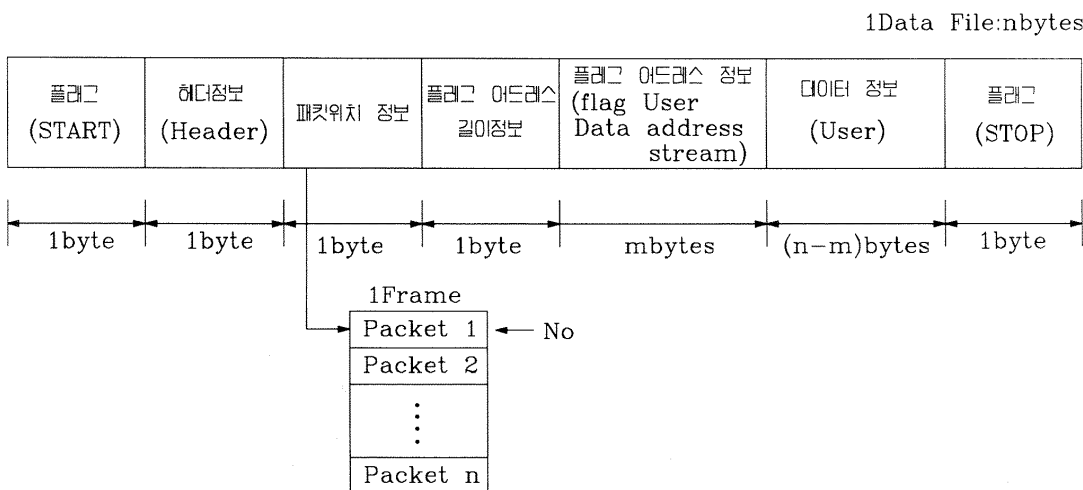 1Data File:nbytes
플래그
(START)
헤더정보
(Header)
패킷위치 정보
플래그 어드레스
길이정보
플래그 어드레스 정보
(flag User
Data address
stream)
데이터 정보
(User)
플래그
(STOP)
1byte
1byte
1byte
1byte
mbytes
(n-m)bytes
1byte
1Frame
Packet 1
No
Packet 2
Packet n